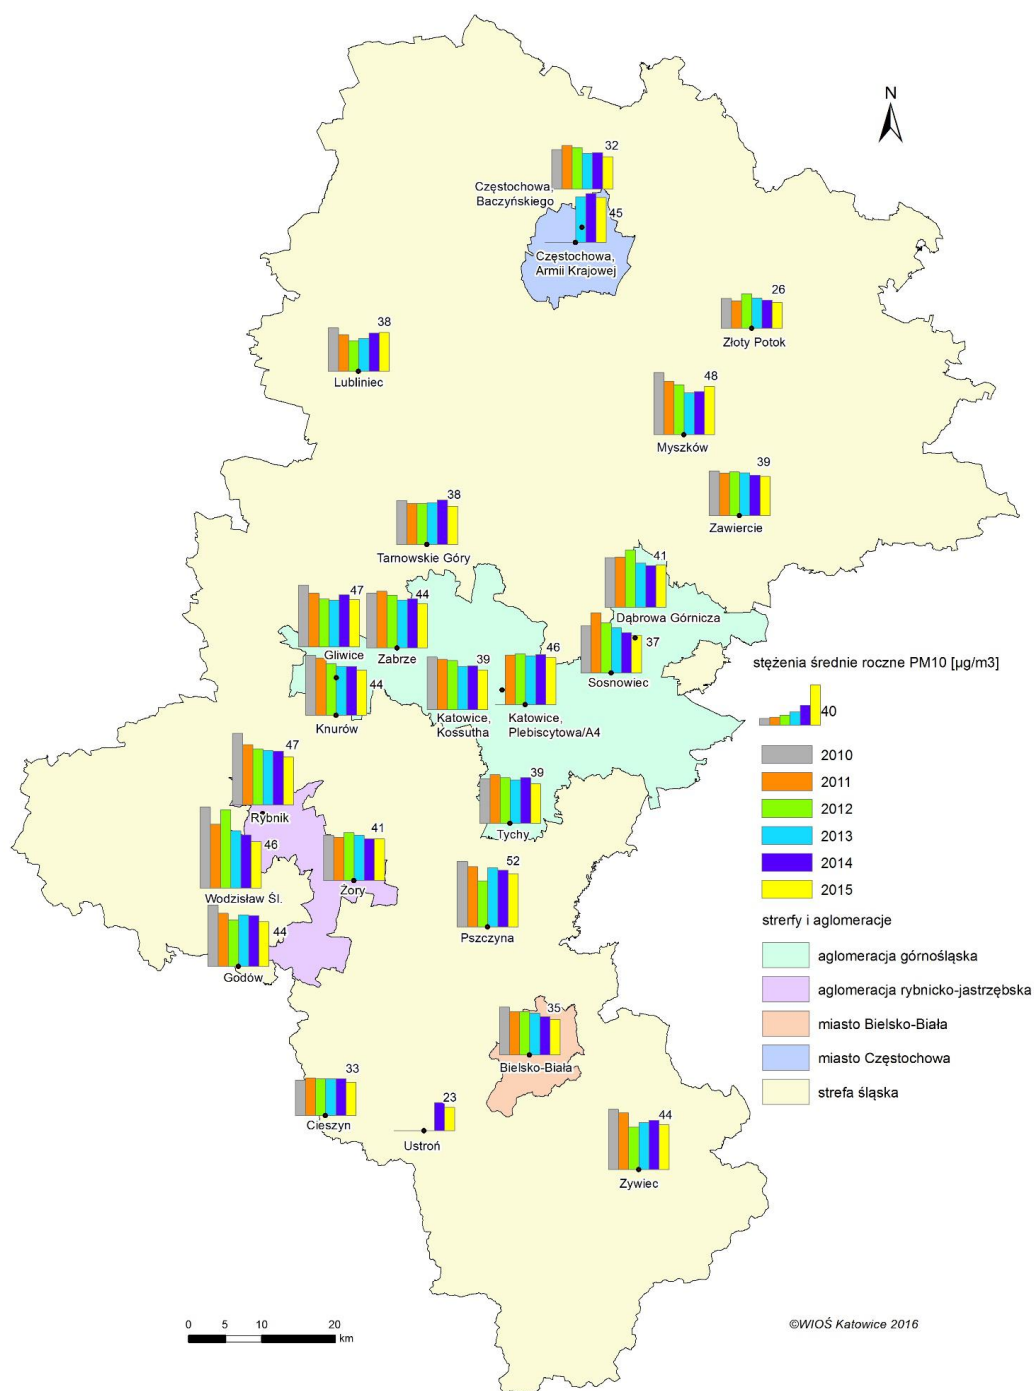 N
32
Częstochowa,
Baczyńskiego
45
Częstochowa,
Armii Krajowej
26
Złoty Potok
38
Lubliniec
48
Myszków
39
Zawiercie
38
Tarnowskie Góry
41
Dąbrowa Górnicza
47
Gliwice
44
Zabrze
37
Sosnowiec
44
Knurów
39
Katowice,
Kossutha
46
Katowice,
Plebiscytowa/A4
47
Rybnik
39
Tychy
46
Wodzisław Śl.
41
Żory
52
Pszczyna
44
Godów
35
Bielsko-Biała
33
Cieszyn
23
Ustroń
44
Zywiec
stężenia średnie roczne PM10 [µg/m3]
40
2010
2011
2012
2013
2014
2015
strerfy i aglomeracje
aglomeracja górnośląska
aglomeracja rybnicko-jastrzębska
miasto Bielsko-Biała
miasto Częstochowa
strefa śląska
0 5 10 20
km
©WIOŚ Katowice 2016